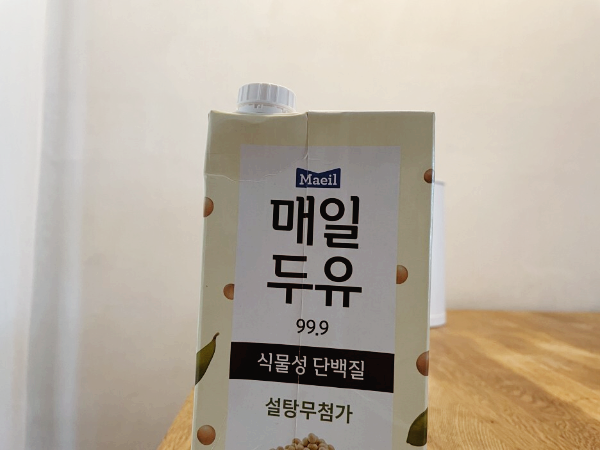 Maeil
매일
두유
99.9
식물성 단백질
설탕무첨가